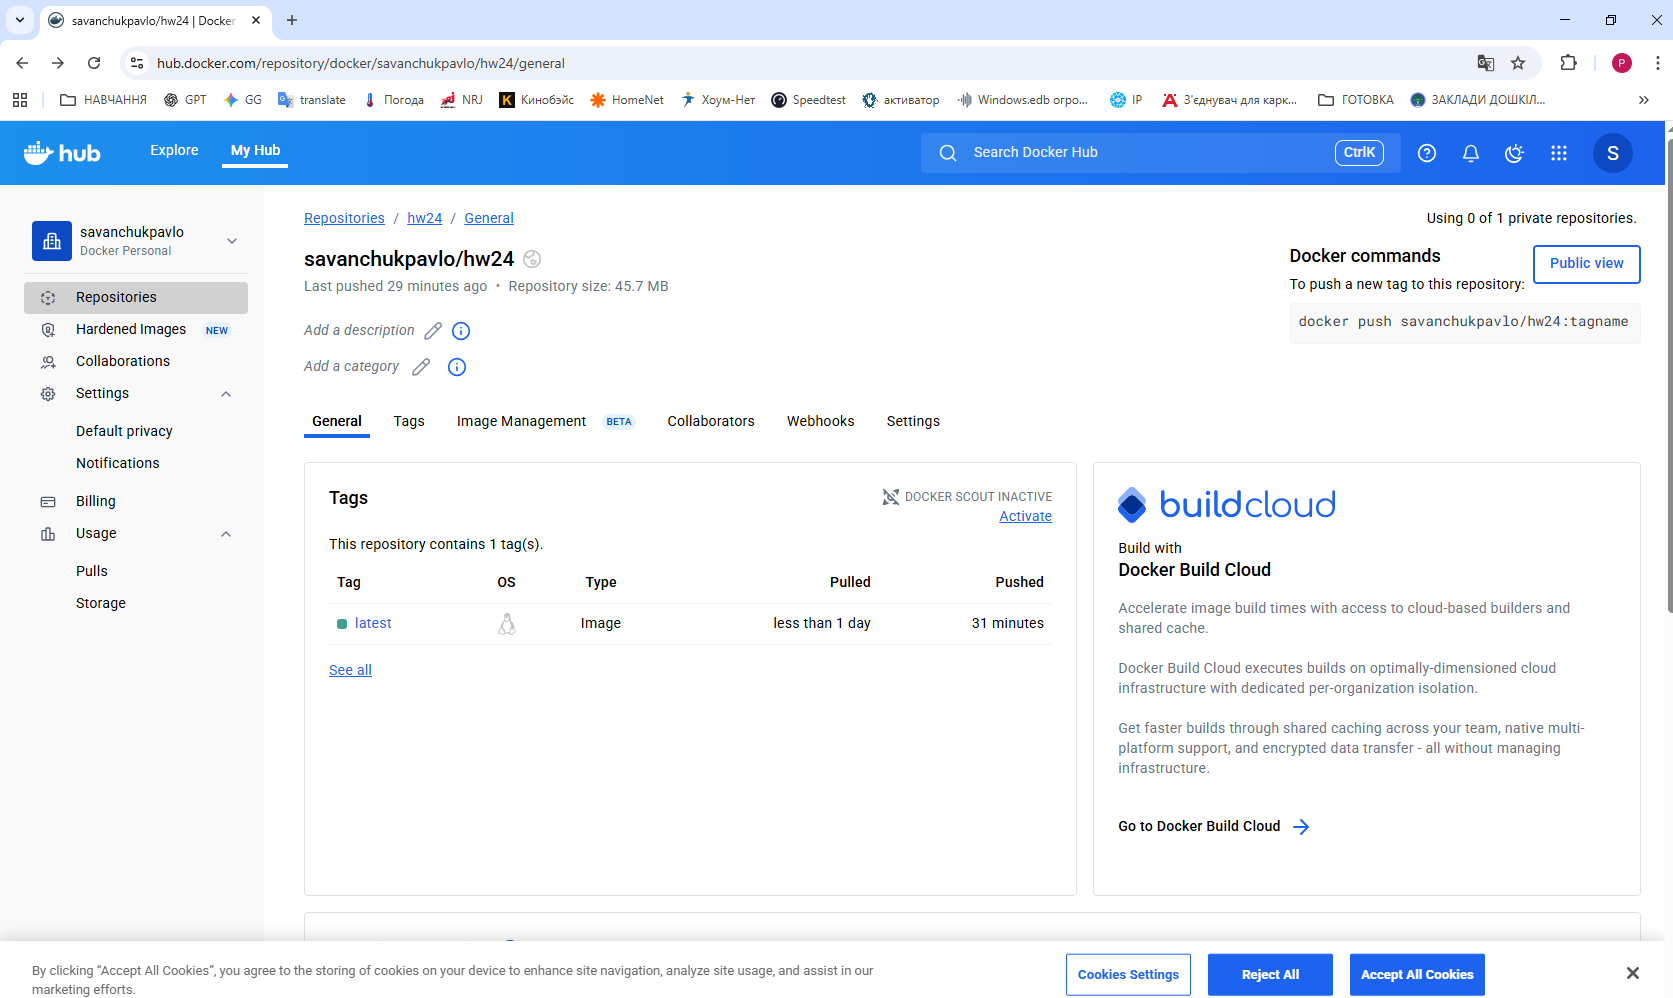 savanchukpavlo/hw24 | Docker
hub.docker.com/repository/docker/savanchukpavlo/hw24/general
P
НАВЧАННЯ
GPT
GG
translate
Погода
NRJ
Кинобэйс
HomeNet
Хоум-Нет
Speedtest
активатор
Windows.edb огро...
IP
З'єднувач для карк...
ГОТОВКА
ЗАКЛАДИ ДОШКІЛ...
hub
Explore
My Hub
Search Docker Hub
CtrlK
S
savanchukpavlo
Docker Personal
Repositories
Hardened Images NEW
Collaborations
Settings
Default privacy
Notifications
Billing
Usage
Pulls
Storage
Repositories / hw24 / General
Using 0 of 1 private repositories.
savanchukpavlo/hw24
Last pushed 29 minutes ago • Repository size: 45.7 MB
Add a description
Add a category
Docker commands
Public view
To push a new tag to this repository:
docker push savanchukpavlo/hw24:tagname
General
Tags
Image Management BETA
Collaborators
Webhooks
Settings
Tags
DOCKER SCOUT INACTIVE
Activate
This repository contains 1 tag(s).
Tag OS Type Pulled Pushed
latest Image less than 1 day 31 minutes
See all
buildcloud
Build with
Docker Build Cloud
Accelerate image build times with access to cloud-based builders and
shared cache.
Docker Build Cloud executes builds on optimally-dimensioned cloud
infrastructure with dedicated per-organization isolation.
Get faster builds through shared caching across your team, native multi-
platform support, and encrypted data transfer - all without managing
infrastructure.
Go to Docker Build Cloud
By clicking “Accept All Cookies”, you agree to the storing of cookies on your device to enhance site navigation, analyze site usage, and assist in our
marketing efforts.
Cookies Settings
Reject All
Accept All Cookies